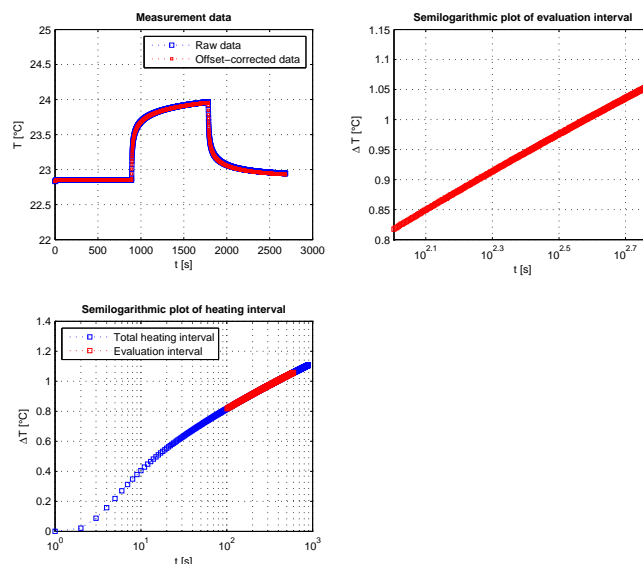 Measurement data
25
24
23.5
23
22.5
22
T [°C]
0
500
1000
1500
2000
2500
3000
t [s]
Raw data
Offset−corrected data
Semilogarithmic plot of evaluation interval
1.15
1.1
1.05
1
0.95
0.9
0.85
0.8
Δ T [°C]
10^2.1
10^2.3
10^2.5
10^2.7
t [s]
Semilogarithmic plot of heating interval
1.4
1.2
1
0.8
0.6
0.4
0.2
0
Δ T [°C]
10^0
10^1
10^2
10^3
t [s]
Total heating interval
Evaluation interval